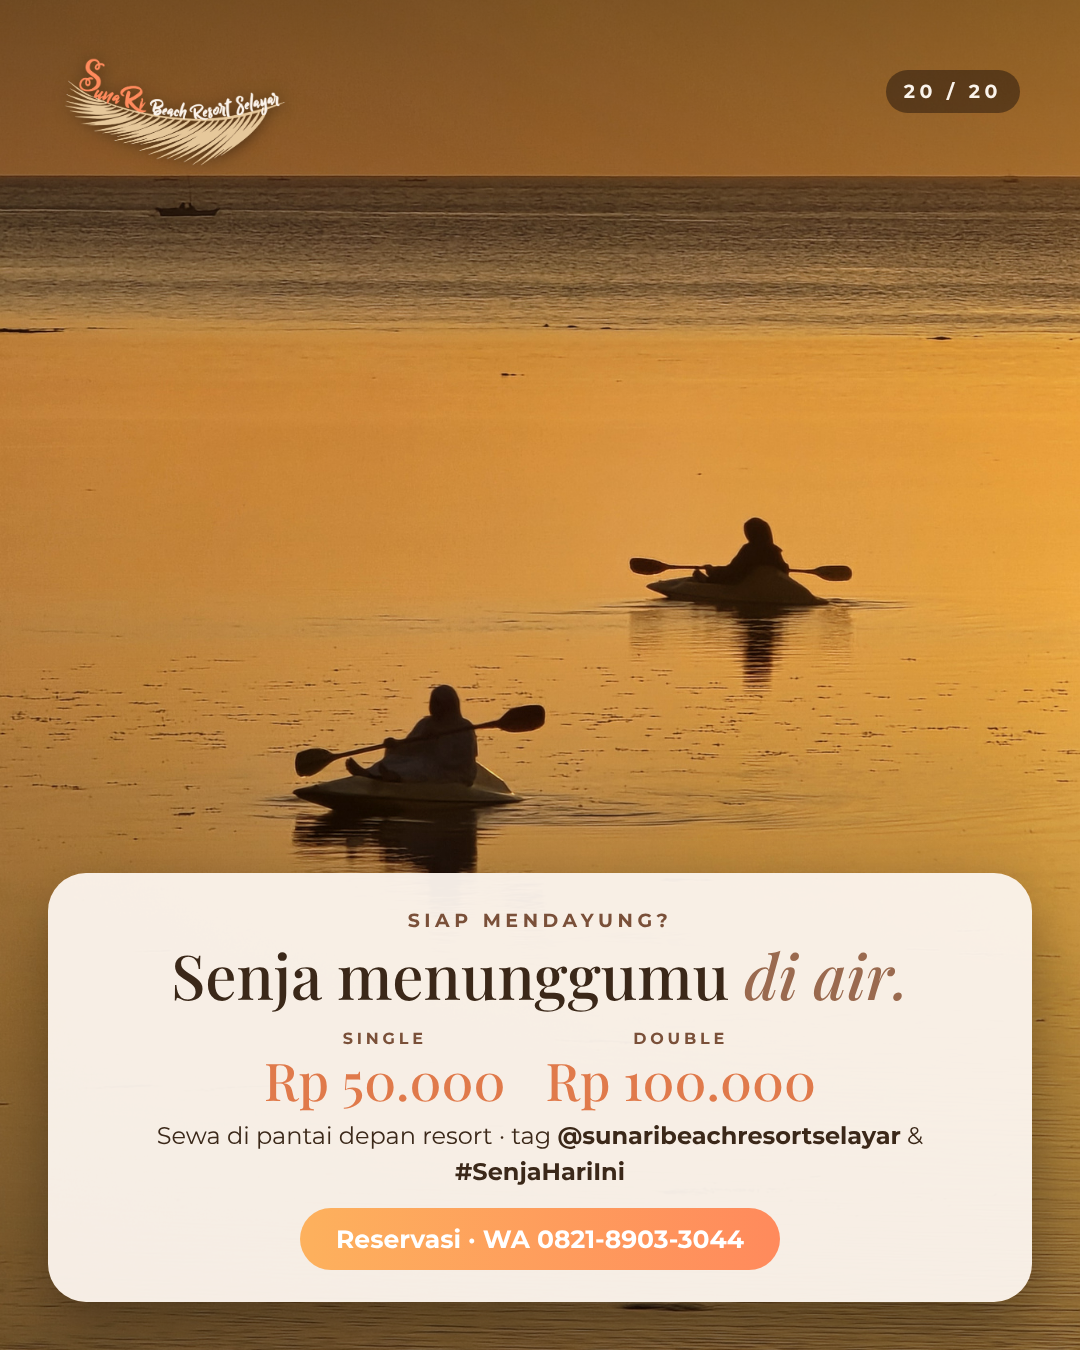 SunaRi Beach Resort Selayar
20 / 20
SIAP MENDAYUNG?
Senja menunggumu di air.
SINGLE DOUBLE
Rp 50.000 Rp 100.000
Sewa di pantai depan resort · tag @sunaribeachresortselayar &
#SenjaHariIni
Reservasi · WA 0821-8903-3044